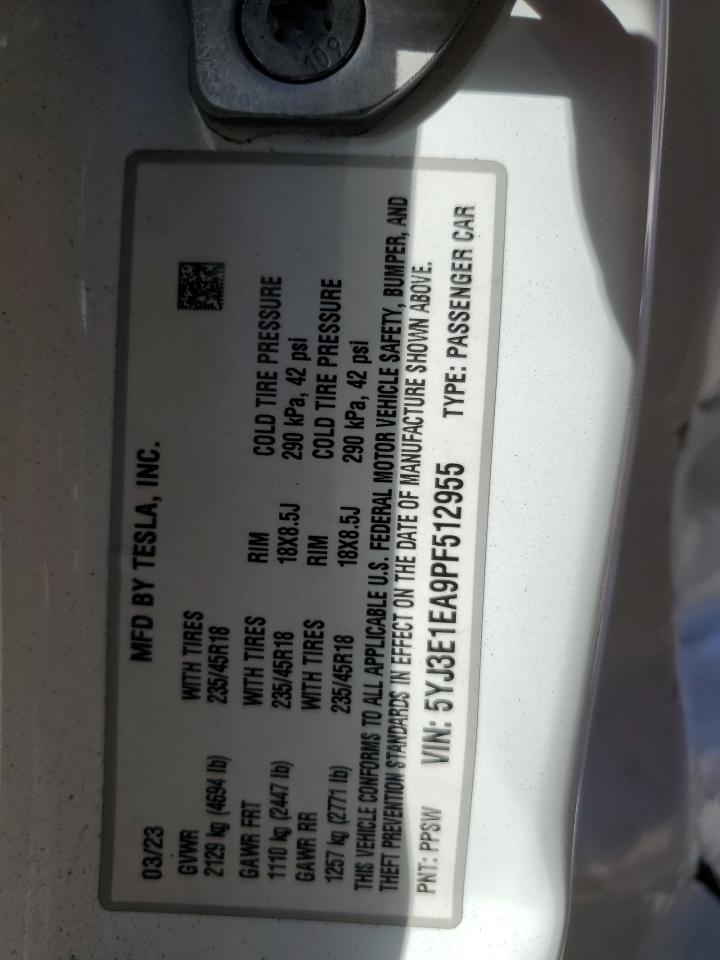 109
03/23 MFD BY TESLA, INC.
GVWR WITH TIRES
2129 kg (4694 lb) 235/45R18
GAWR FRT WITH TIRES RIM COLD TIRE PRESSURE
1110 kg (2447 lb) 235/45R18 18X8.5J 290 kPa, 42 psi
GAWR RR WITH TIRES RIM COLD TIRE PRESSURE
1257 kg (2771 lb) 235/45R18 18X8.5J 290 kPa, 42 psi
THIS VEHICLE CONFORMS TO ALL APPLICABLE U.S. FEDERAL MOTOR VEHICLE SAFETY, BUMPER, AND
THEFT PREVENTION STANDARDS IN EFFECT ON THE DATE OF MANUFACTURE SHOWN ABOVE.
PNT: PPSW VIN: 5YJ3E1EA9PF512955 TYPE: PASSENGER CAR